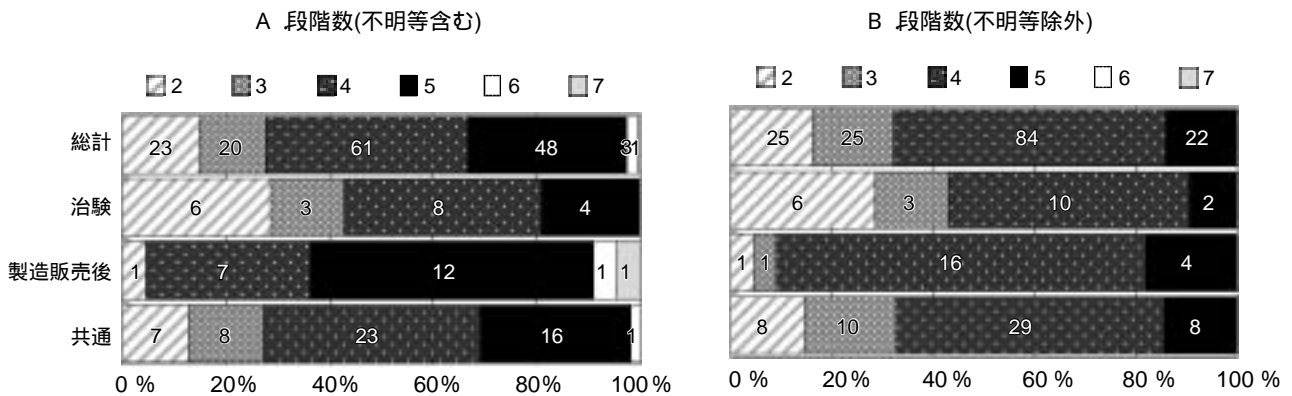 A 段階数(不明等含む)
2 3 4 5 6 7
総計 23 20 61 48 3 1
治験 6 3 8 4
製造販売後 1 7 12 1 1
共通 7 8 23 16 1
0 % 20% 40 % 60 % 80% 100 %
B 段階数(不明等除外)
2 3 4 5 6 7
25 25 84 22
6 3 10 2
1 1 16 4
8 10 29 8
0 % 20 % 40 % 60 % 80 % 100 %